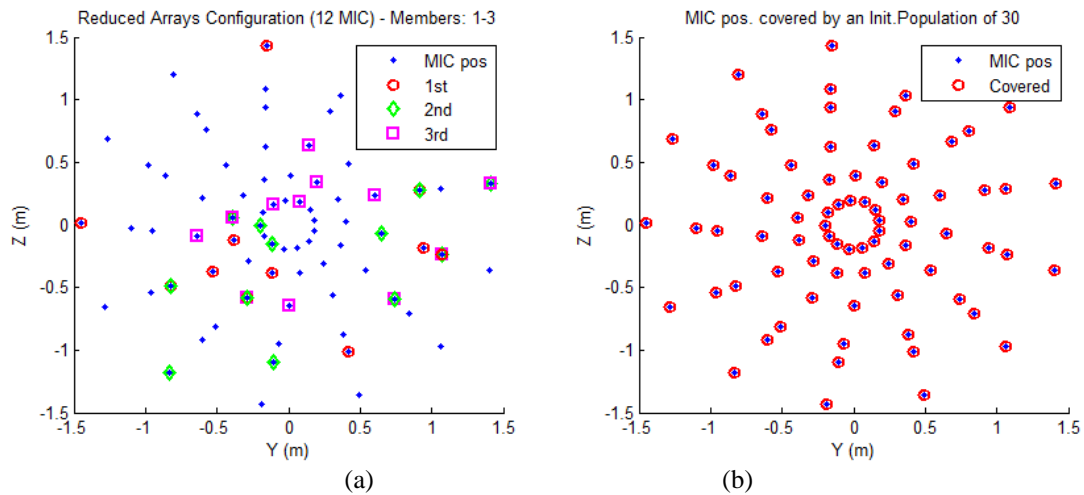 Reduced Arrays Configuration (12 MIC) - Members: 1-3
1.5
1
0.5
0
-0.5
-1
-1.5
Z (m)
-1.5
-1
-0.5
0
0.5
1
1.5
Y (m)
MIC pos
1st
2nd
3rd
(a)
MIC pos. covered by an Init.Population of 30
1.5
1
0.5
0
-0.5
-1
-1.5
Z (m)
-1.5
-1
-0.5
0
0.5
1
1.5
Y (m)
MIC pos
Covered
(b)